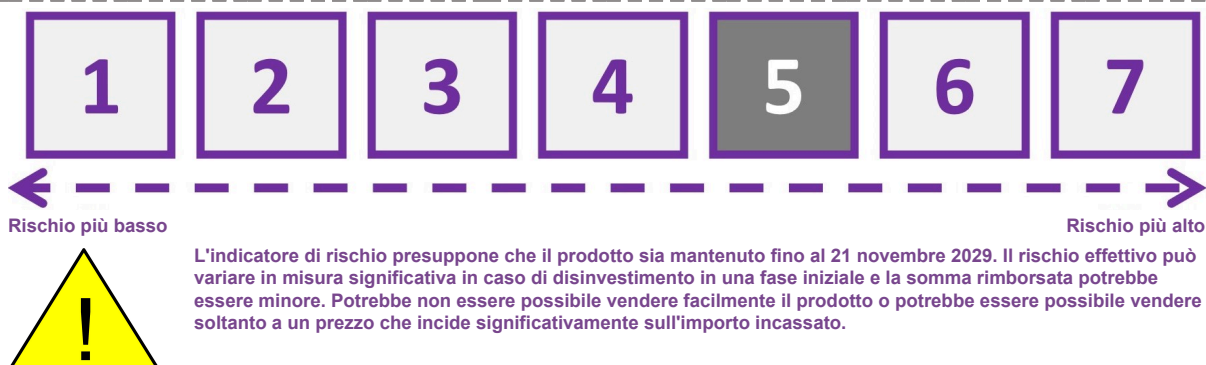 1 2 3 4 5 6 7
Rischio più basso Rischio più alto
L'indicatore di rischio presuppone che il prodotto sia mantenuto fino al 21 novembre 2029. Il rischio effettivo può
variare in misura significativa in caso di disinvestimento in una fase iniziale e la somma rimborsata potrebbe
essere minore. Potrebbe non essere possibile vendere facilmente il prodotto o potrebbe essere possibile vendere
soltanto a un prezzo che incide significativamente sull'importo incassato.
!